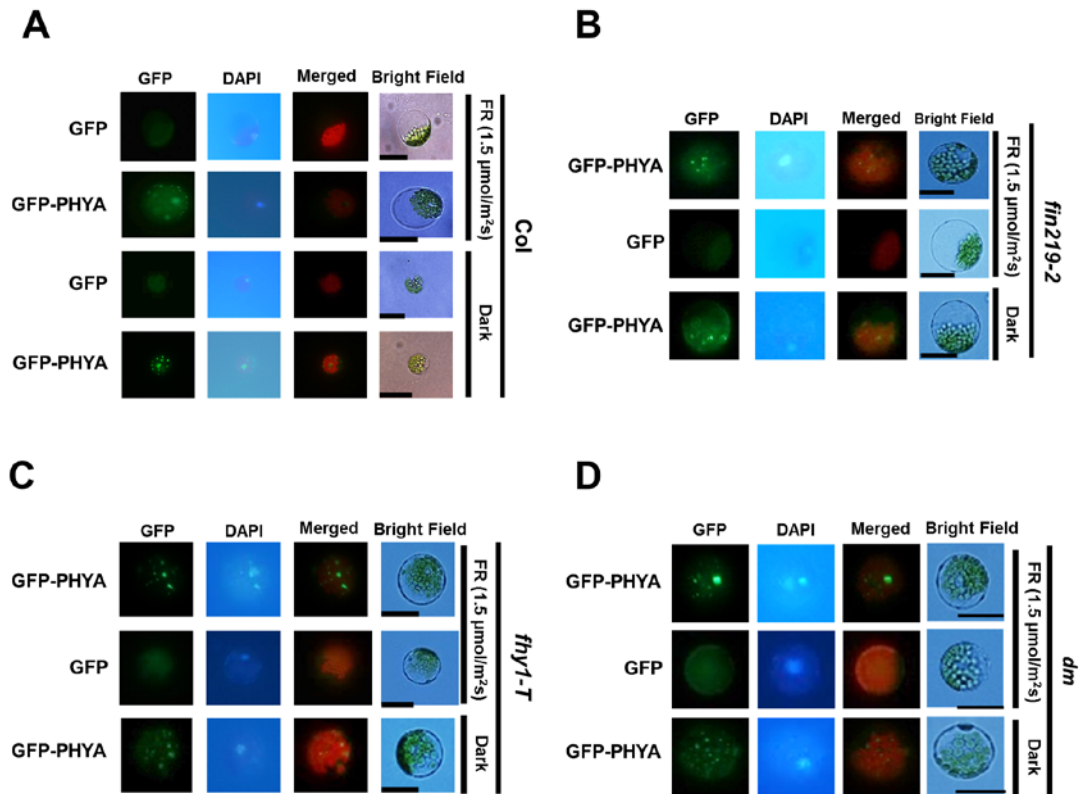 A
GFP DAPI Merged Bright Field
GFP
GFP-PHYA
GFP
GFP-PHYA
FR (1.5 µmol/m²s)
Dark
Col
B
GFP DAPI Merged Bright Field
GFP-PHYA
GFP
GFP-PHYA
FR (1.5 µmol/m²s)
Dark
fin219-2
C
GFP DAPI Merged Bright Field
GFP-PHYA
GFP
GFP-PHYA
FR (1.5 µmol/m²s)
Dark
fhy1-T
D
GFP DAPI Merged Bright Field
GFP-PHYA
GFP
GFP-PHYA
FR (1.5 µmol/m²s)
Dark
dm